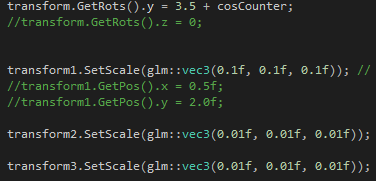 transform.GetRots().y = 3.5 + cosCounter;
//transform.GetRots().z = 0;
transform1.SetScale(glm::vec3(0.1f, 0.1f, 0.1f)); //
//transform1.GetPos().x = 0.5f;
//transform1.GetPos().y = 2.0f;
transform2.SetScale(glm::vec3(0.01f, 0.01f, 0.01f));
transform3.SetScale(glm::vec3(0.01f, 0.01f, 0.01f));